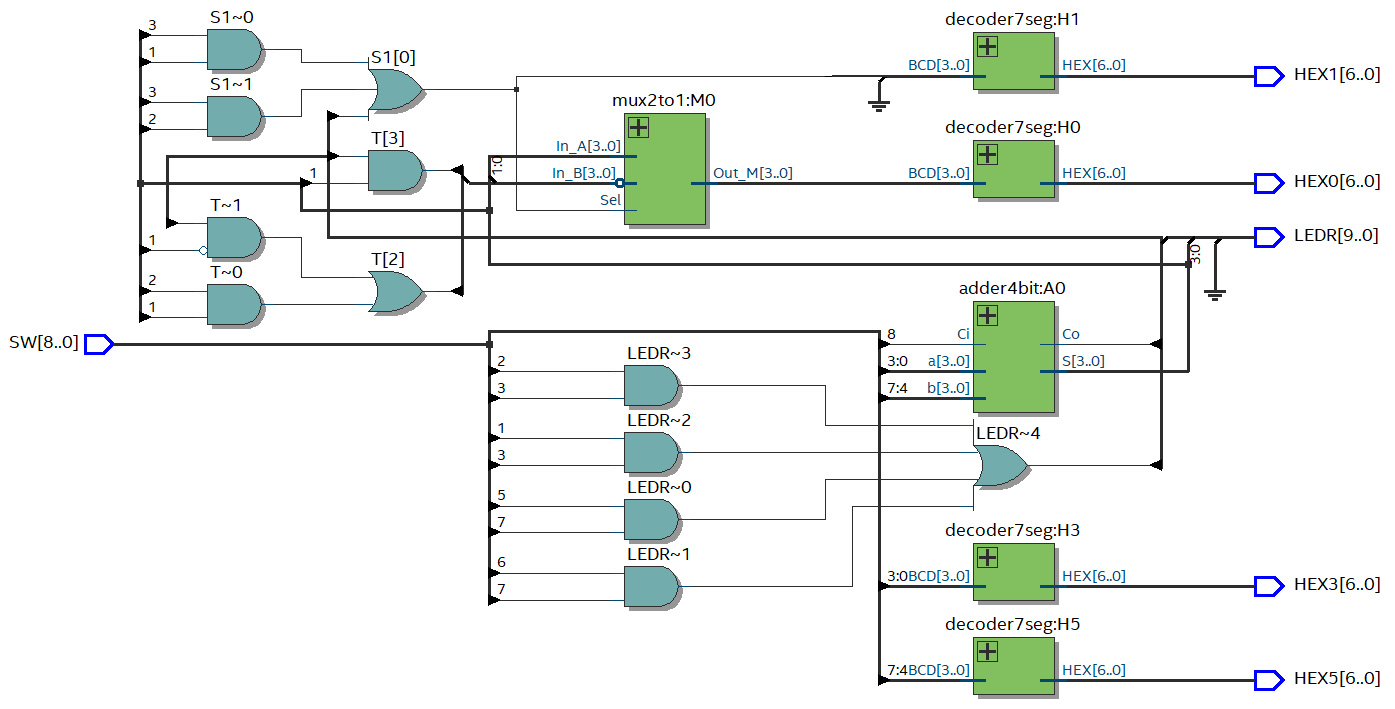 S1~0
3
1
S1[0]
S1~1
3
2
T[3]
1
T~1
1
T[2]
T~0
2
1
mux2to1:M0
In_A[3..0]
In_B[3..0]
Sel
Out_M[3..0]
1:0
decoder7seg:H1
BCD[3..0]
HEX[6..0]
HEX1[6..0]
decoder7seg:H0
BCD[3..0]
HEX[6..0]
HEX0[6..0]
LEDR[9..0]
3:0
adder4bit:A0
8
Ci
Co
3:0
a[3..0]
S[3..0]
7:4
b[3..0]
SW[8..0]
LEDR~3
2
3
LEDR~2
1
3
LEDR~0
5
7
LEDR~1
6
7
LEDR~4
decoder7seg:H3
3:0
BCD[3..0]
HEX[6..0]
HEX3[6..0]
decoder7seg:H5
7:4
BCD[3..0]
HEX[6..0]
HEX5[6..0]